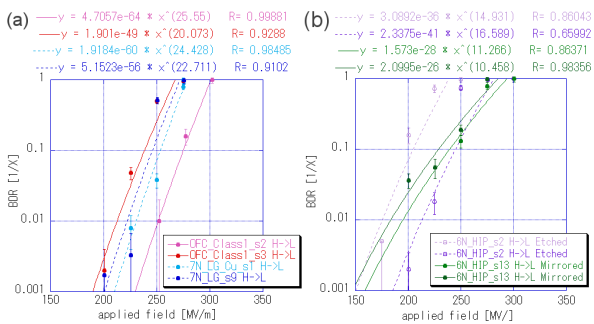 (a)
y = 4.7057e-64 * x^(25.55) R= 0.99881
y = 1.901e-49 * x^(20.073) R= 0.9288
y = 1.9184e-60 * x^(24.428) R= 0.98485
y = 5.1523e-56 * x^(22.711) R= 0.9102
BDR [1/X]
1
0.1
0.01
0.001
OFC_Class1_s2 H->L
OFC_Class1_s3 H->L
7N_LG_Cu_s1 H->L
7N_LG_s9 H->L
150 200 250 300 350
applied field [MV/m]
(b)
y = 3.0892e-36 * x^(14.931) R= 0.86043
y = 2.3375e-41 * x^(16.589) R= 0.65992
y = 1.573e-28 * x^(11.266) R= 0.86371
y = 2.0995e-26 * x^(10.458) R= 0.98356
BDR [1/X]
1
0.1
0.01
0.001
6N_HIP_s2 H->L Etched
6N_HIP_s2 H->L Etched
6N_HIP_s13 H->L Mirrored
6N_HIP_s13 H->L Mirrored
150 200 250 300 350
applied field [MV/]